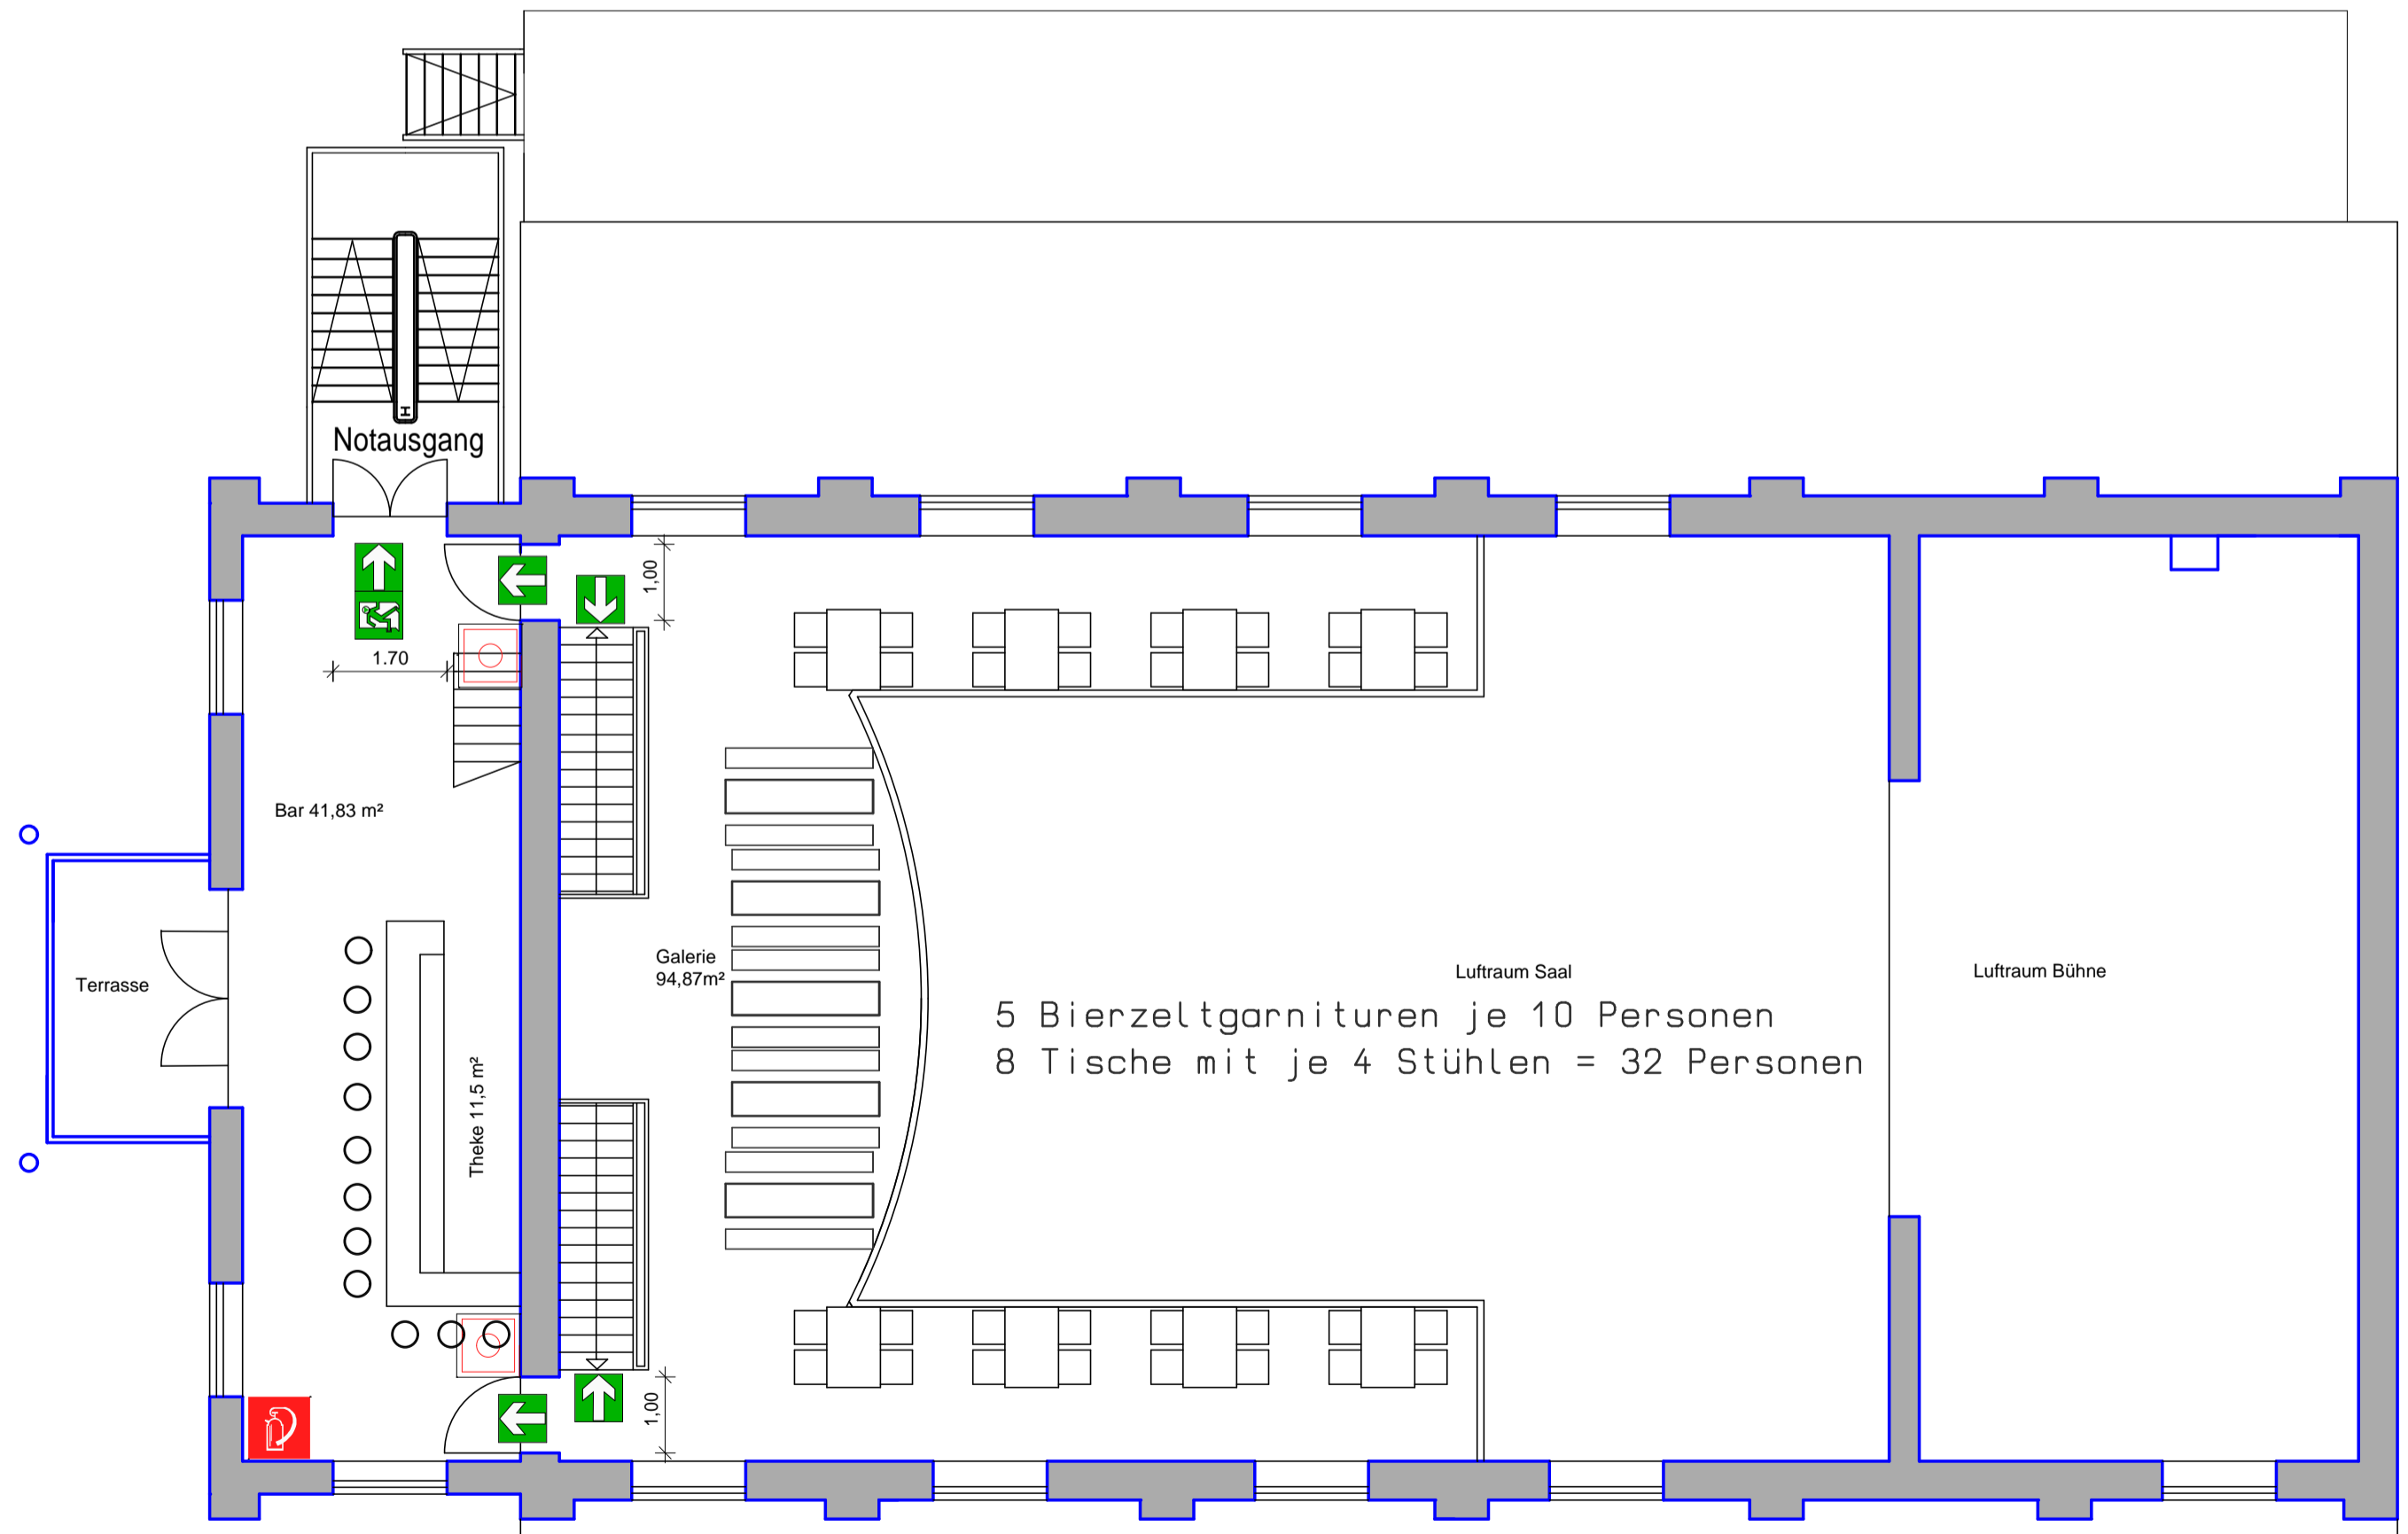 H
Notausgang
1,00
1.70
Bar 41,83 m²
Galerie
94,87m²
Terrasse
Luftraum Saal
Luftraum Bühne
5 Bierzeltgarnituren je 10 Personen
8 Tische mit je 4 Stühlen = 32 Personen
Theke 11,5 m²
1,00